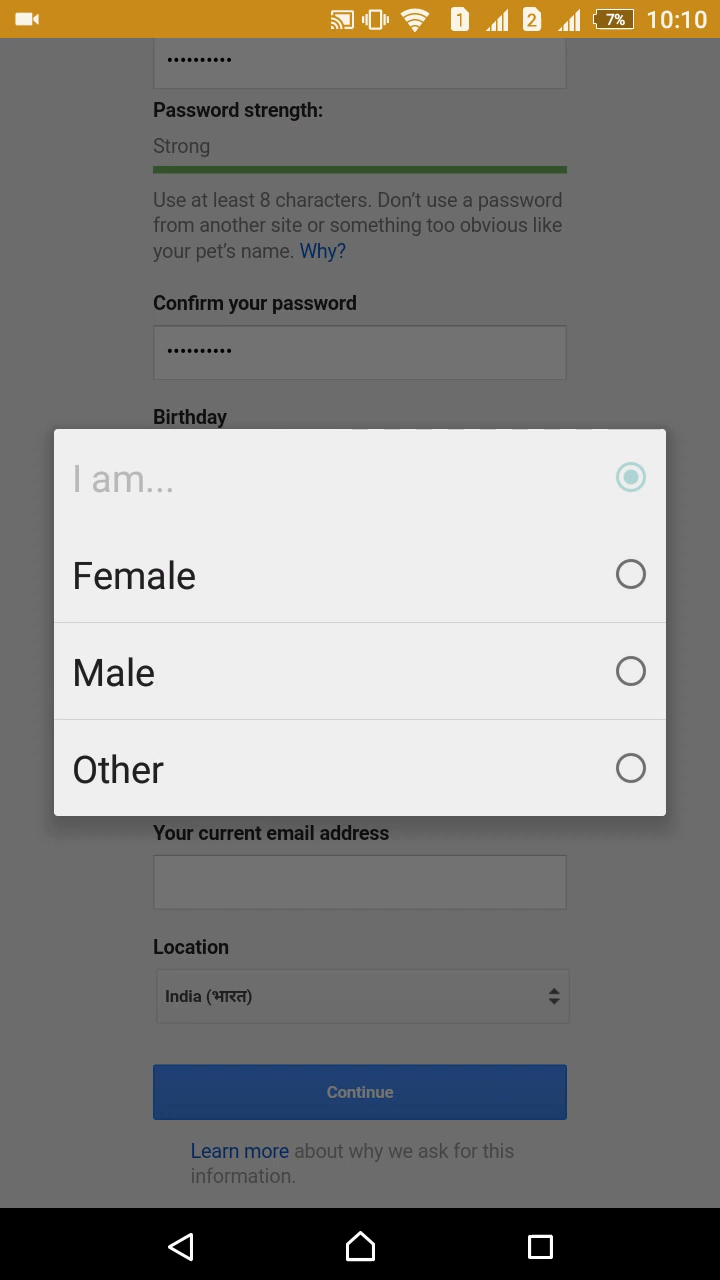 1
2
7%
10:10
••••••••••
Password strength:
Strong
Use at least 8 characters. Don’t use a password
from another site or something too obvious like
your pet’s name. Why?
Confirm your password
••••••••••
Birthday
I am...
Female
Male
Other
Your current email address
Location
India (भारत)
Continue
Learn more about why we ask for this
information.